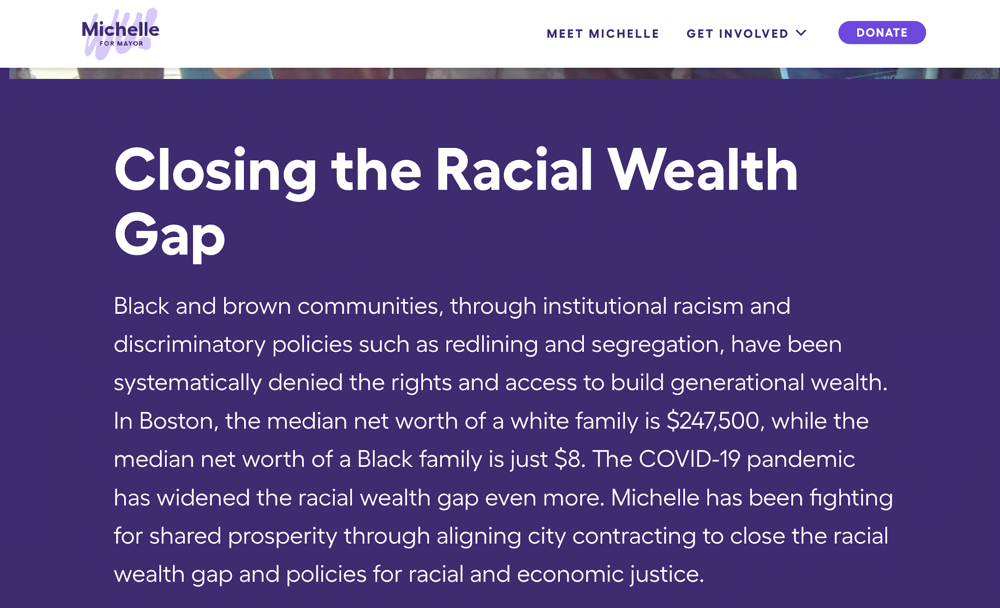 WU!
Michelle
FOR MAYOR
MEET MICHELLE
GET INVOLVED
DONATE
Closing the Racial Wealth
Gap
Black and brown communities, through institutional racism and
discriminatory policies such as redlining and segregation, have been
systematically denied the rights and access to build generational wealth.
In Boston, the median net worth of a white family is $247,500, while the
median net worth of a Black family is just $8. The COVID-19 pandemic
has widened the racial wealth gap even more. Michelle has been fighting
for shared prosperity through aligning city contracting to close the racial
wealth gap and policies for racial and economic justice.